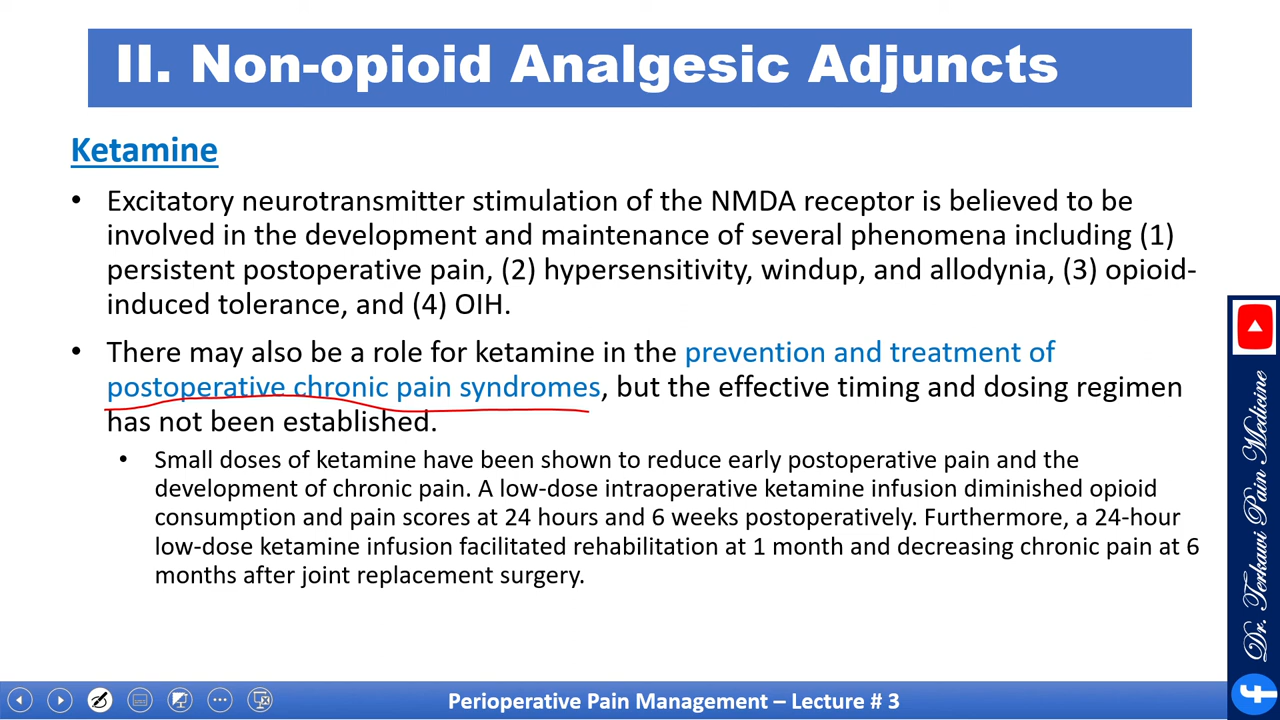 II. Non-opioid Analgesic Adjuncts
Ketamine
• Excitatory neurotransmitter stimulation of the NMDA receptor is believed to be
involved in the development and maintenance of several phenomena including (1)
persistent postoperative pain, (2) hypersensitivity, windup, and allodynia, (3) opioid-
induced tolerance, and (4) OIH.
• There may also be a role for ketamine in the prevention and treatment of
postoperative chronic pain syndromes, but the effective timing and dosing regimen
has not been established.
• Small doses of ketamine have been shown to reduce early postoperative pain and the
development of chronic pain. A low-dose intraoperative ketamine infusion diminished opioid
consumption and pain scores at 24 hours and 6 weeks postoperatively. Furthermore, a 24-hour
low-dose ketamine infusion facilitated rehabilitation at 1 month and decreasing chronic pain at 6
months after joint replacement surgery.
Dr. Terkawi Pain Medicine
Perioperative Pain Management – Lecture # 3